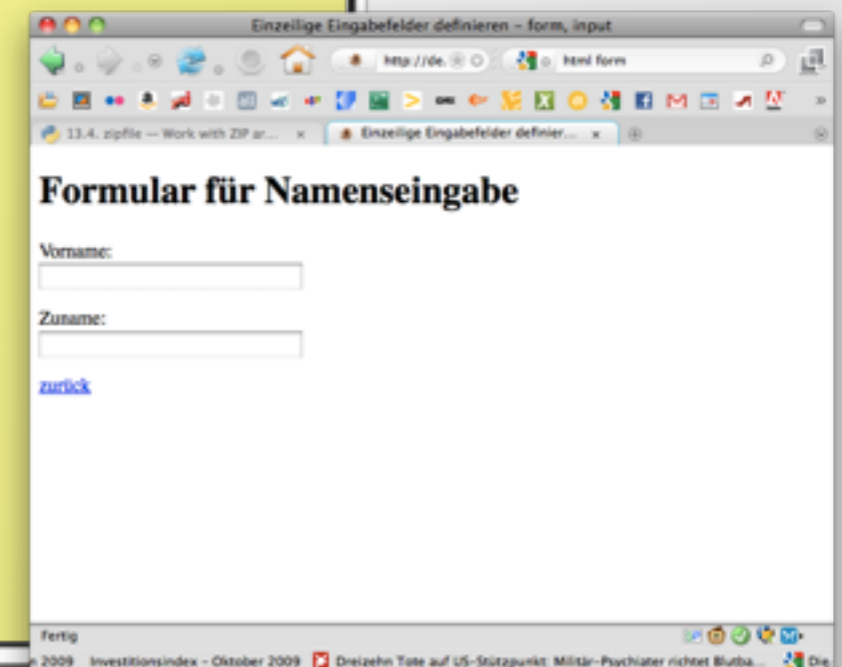 Einzeilige Eingabefelder definieren – form, input
http://de.
html form
13.4. zipfile — Work with ZIP ar...
Einzeilige Eingabefelder definier...
Formular für Namenseingabe
Vorname:
Zuname:
zurück
Fertig
2009 Investitionsindex – Oktober 2009 Dreizehn Tote auf US-Stützpunkt: Militär-Psychiater richtet Blutba... Die